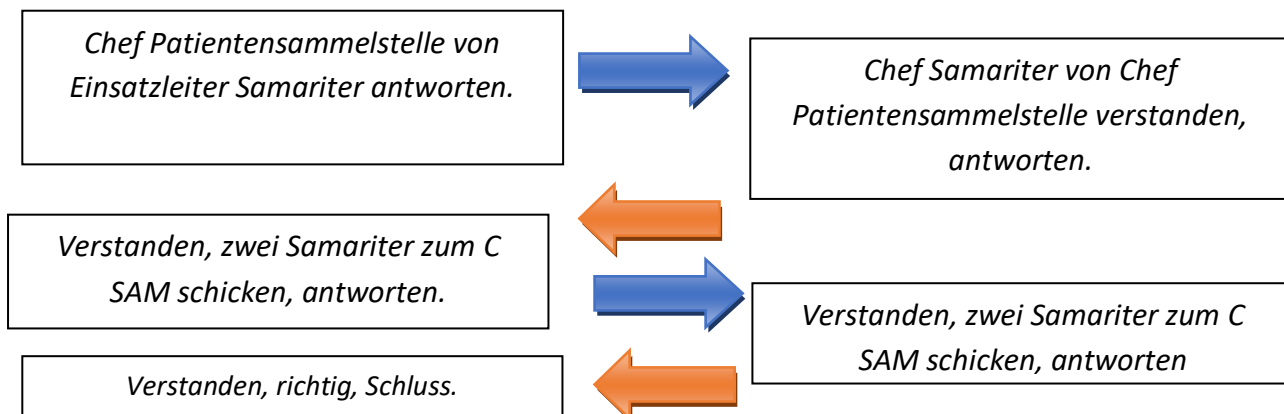 Chef Patientensammelstelle von
Einsatzleiter Samariter antworten.
Chef Samariter von Chef
Patientensammelstelle verstanden,
antworten.
Verstanden, zwei Samariter zum C
SAM schicken, antworten.
Verstanden, zwei Samariter zum C
SAM schicken, antworten
Verstanden, richtig, Schluss.